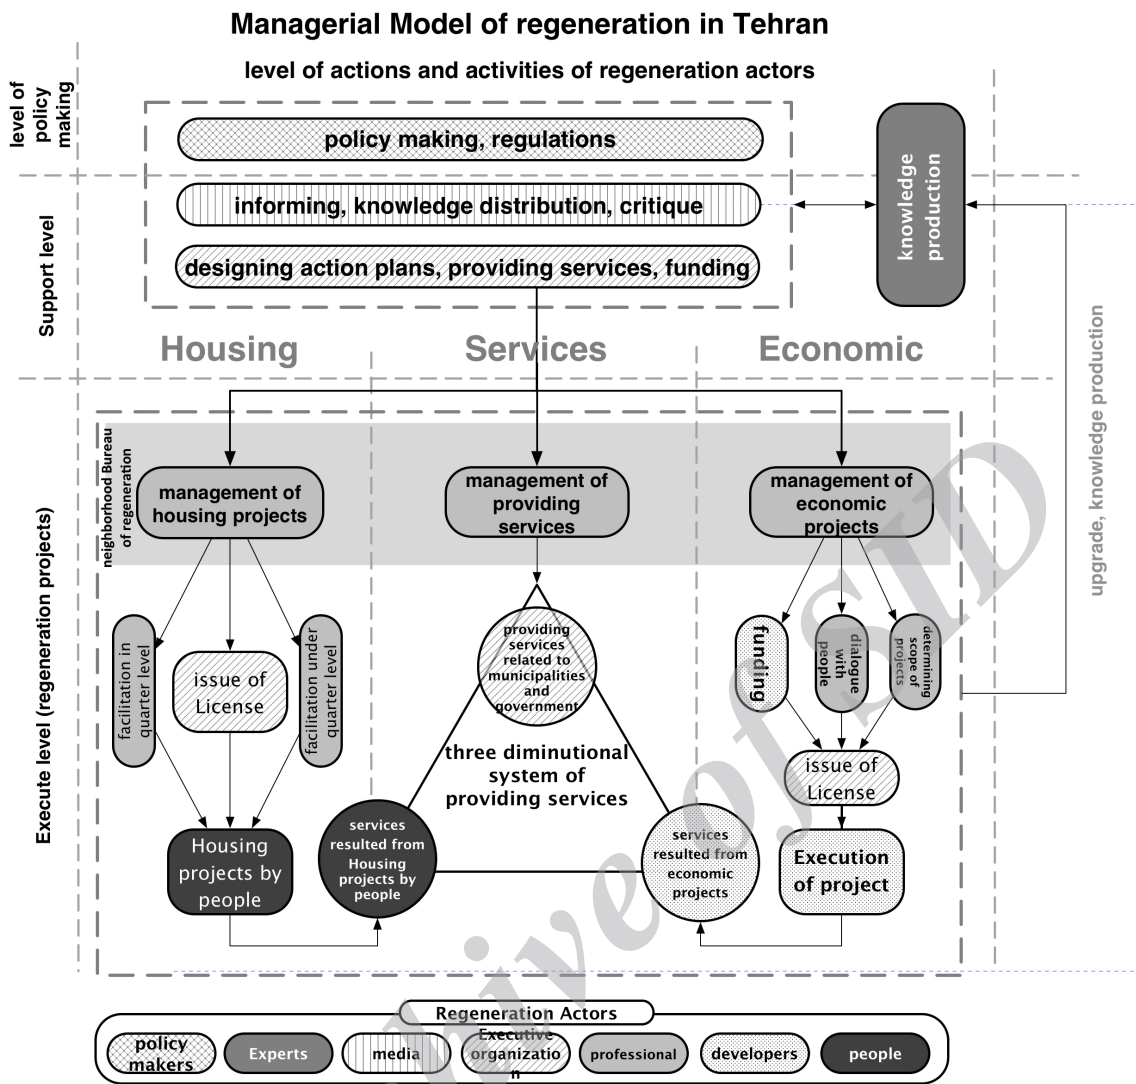 Managerial Model of regeneration in Tehran
level of actions and activities of regeneration actors
level of
policy
making
policy making, regulations
knowledge
production
Support level
informing, knowledge distribution, critique
designing action plans, providing services, funding
Housing
Services
Economic
upgrade, knowledge production
Execute level (regeneration projects)
neighborhood Bureau
of regeneration
management of
housing projects
management of
providing
services
management of
economic
projects
facilitation in
quarter level
issue of
License
facilitation under
quarter level
providing
services
related to
municipalities
and
government
funding
dialogue
with
people
determining
scope of
projects
three diminutional
system of
providing services
issue of
License
Housing
projects by
people
services
resulted from
Housing
projects by
people
services
resulted from
economic
projects
Execution
of project
Regeneration Actors
policy
makers
Experts
media
Executive
organizatio
n
professional
developers
people
hive of SID